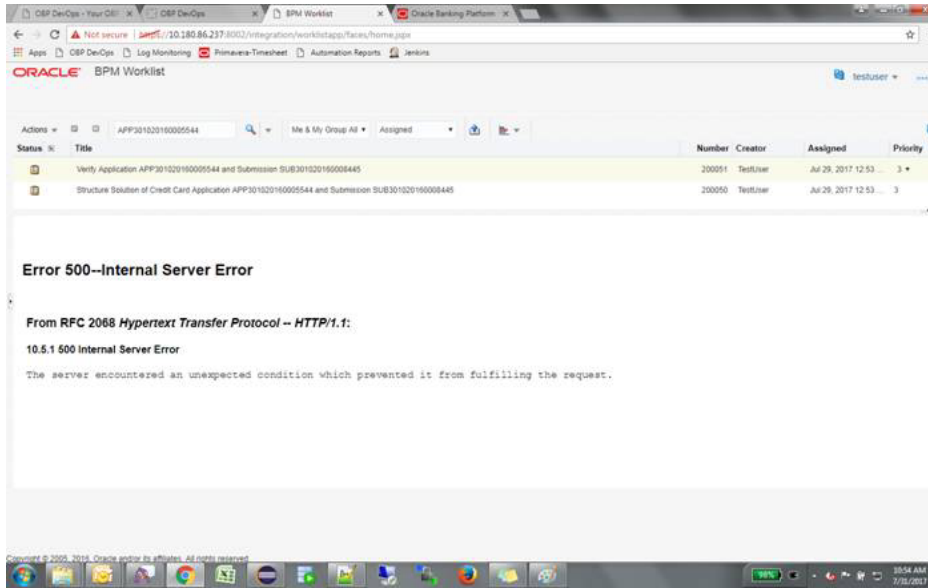 OBP DevOps - Your OBP
OBP DevOps
BPM Worklist
Oracle Banking Platform
Not secure | https://10.180.86.237:8002/integration/worklistapp/faces/home.jspx
Apps OBP DevOps Log Monitoring Primavera-Timesheet Automation Reports Jenkins
ORACLE BPM Worklist
testuser
Actions APP301020160005544 Me & My Group All Assigned
Status Title Number Creator Assigned Priority
Verify Application APP301020160005544 and Submission SUB301020160008445 200051 TestUser Jul 29, 2017 12:53 ... 3
Structure Solution of Credit Card Application APP301020160005544 and Submission SUB301020160008445 200050 TestUser Jul 29, 2017 12:53 ... 3
Error 500--Internal Server Error
From RFC 2068 Hypertext Transfer Protocol -- HTTP/1.1:
10.5.1 500 Internal Server Error
The server encountered an unexpected condition which prevented it from fulfilling the request.
Copyright © 2005, 2016, Oracle and/or its affiliates. All rights reserved.
98%
10:54 AM
7/31/2017